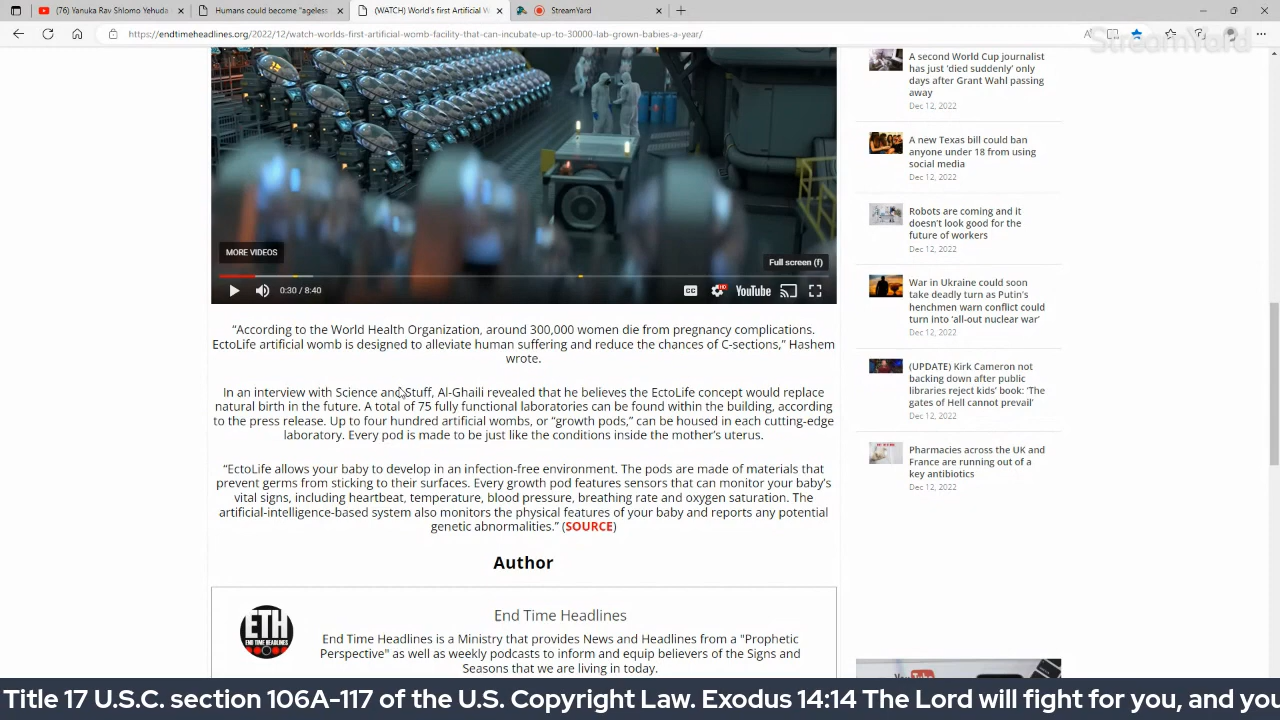 (76) Yanuka Rav Shlomo Yehuda
Humans could become "ageless
(WATCH) World's first Artificial W
StreamYard
https://endtimeheadlines.org/2022/12/watch-worlds-first-artificial-womb-facility-that-can-incubate-up-to-30000-lab-grown-babies-a-year/
StreamYard
MORE VIDEOS
Full screen (f)
0:30 / 8:40
CC
HD
YouTube
“According to the World Health Organization, around 300,000 women die from pregnancy complications.
EctoLife artificial womb is designed to alleviate human suffering and reduce the chances of C-sections,” Hashem
wrote.
In an interview with Science and Stuff, Al-Ghaili revealed that he believes the EctoLife concept would replace
natural birth in the future. A total of 75 fully functional laboratories can be found within the building, according
to the press release. Up to four hundred artificial wombs, or “growth pods,” can be housed in each cutting-edge
laboratory. Every pod is made to be just like the conditions inside the mother’s uterus.
“EctoLife allows your baby to develop in an infection-free environment. The pods are made of materials that
prevent germs from sticking to their surfaces. Every growth pod features sensors that can monitor your baby’s
vital signs, including heartbeat, temperature, blood pressure, breathing rate and oxygen saturation. The
artificial-intelligence-based system also monitors the physical features of your baby and reports any potential
genetic abnormalities.” (SOURCE)
Author
ETH
END TIME HEADLINES
End Time Headlines
End Time Headlines is a Ministry that provides News and Headlines from a "Prophetic
Perspective" as well as weekly podcasts to inform and equip believers of the Signs and
Seasons that we are living in today.
A second World Cup journalist
has just ‘died suddenly’ only
days after Grant Wahl passing
away
Dec 12, 2022
A new Texas bill could ban
anyone under 18 from using
social media
Dec 12, 2022
Robots are coming and it
doesn’t look good for the
future of workers
Dec 12, 2022
War in Ukraine could soon
take deadly turn as Putin’s
henchmen warn conflict could
turn into ‘all-out nuclear war’
Dec 12, 2022
(UPDATE) Kirk Cameron not
backing down after public
libraries reject kids’ book: ‘The
gates of Hell cannot prevail’
Dec 12, 2022
Pharmacies across the UK and
France are running out of a
key antibiotics
Dec 12, 2022
Title 17 U.S.C. section 106A-117 of the U.S. Copyright Law. Exodus 14:14 The Lord will fight for you, and you